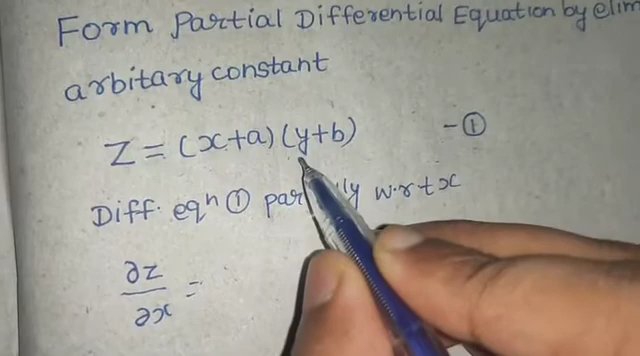 Form Partial Differential Equation by
arbitary constant
Z = (x+a)(y+b) -①
Diff. eqⁿ ① w.r.t x
∂z/∂x =